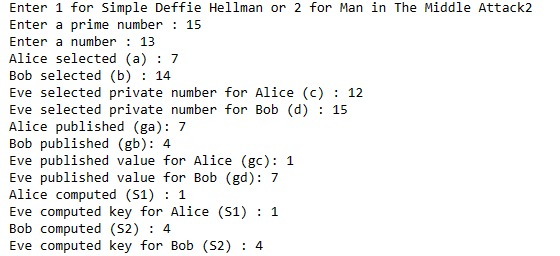 Enter 1 for Simple Deffie Hellman or 2 for Man in The Middle Attack2
Enter a prime number : 15
Enter a number : 13
Alice selected (a) : 7
Bob selected (b) : 14
Eve selected private number for Alice (c) : 12
Eve selected private number for Bob (d) : 15
Alice published (ga): 7
Bob published (gb): 4
Eve published value for Alice (gc): 1
Eve published value for Bob (gd): 7
Alice computed (S1) : 1
Eve computed key for Alice (S1) : 1
Bob computed (S2) : 4
Eve computed key for Bob (S2) : 4